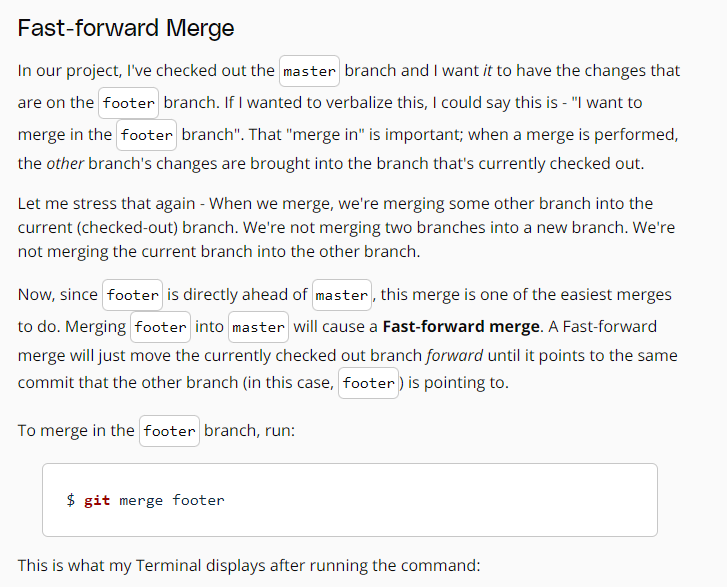 Fast-forward Merge
In our project, I've checked out the master branch and I want it to have the changes that
are on the footer branch. If I wanted to verbalize this, I could say this is - "I want to
merge in the footer branch". That "merge in" is important; when a merge is performed,
the other branch's changes are brought into the branch that's currently checked out.
Let me stress that again - When we merge, we're merging some other branch into the
current (checked-out) branch. We're not merging two branches into a new branch. We're
not merging the current branch into the other branch.
Now, since footer is directly ahead of master, this merge is one of the easiest merges
to do. Merging footer into master will cause a Fast-forward merge. A Fast-forward
merge will just move the currently checked out branch forward until it points to the same
commit that the other branch (in this case, footer) is pointing to.
To merge in the footer branch, run:
$ git merge footer
This is what my Terminal displays after running the command: